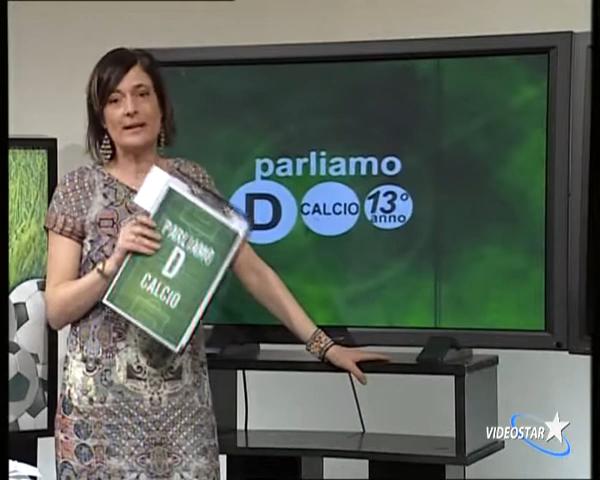 parliamo
D CALCIO 13° anno
PARLIAMO
D
CALCIO
VIDEOSTAR